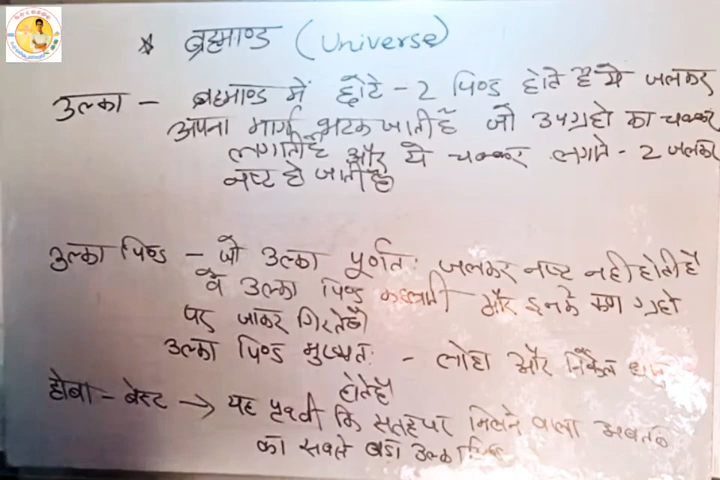 * ब्रह्माण्ड (Universe)
उल्का - ब्रह्माण्ड में छोटे-2 पिण्ड होते है ये जलकर
अपना मार्ग भटक जाती है जो उपग्रहो का चक्कर
लगाती है और ये चक्कर लगाते-2 जलकर
नष्ट हो जाती है
उल्का पिण्ड - जो उल्का पूर्णतः जलकर नष्ट नही होती है
वे उल्का पिण्ड कहलाती और इनके कण ग्रहो
पर जाकर गिरते है
उल्का पिण्ड मुख्यतः - लोहा और निकैल
होते है
होबा-बेस्ट → यह पृथ्वी कि सतह पर मिलने वाला अबतक
का सबसे बडा उल्का पिण्ड